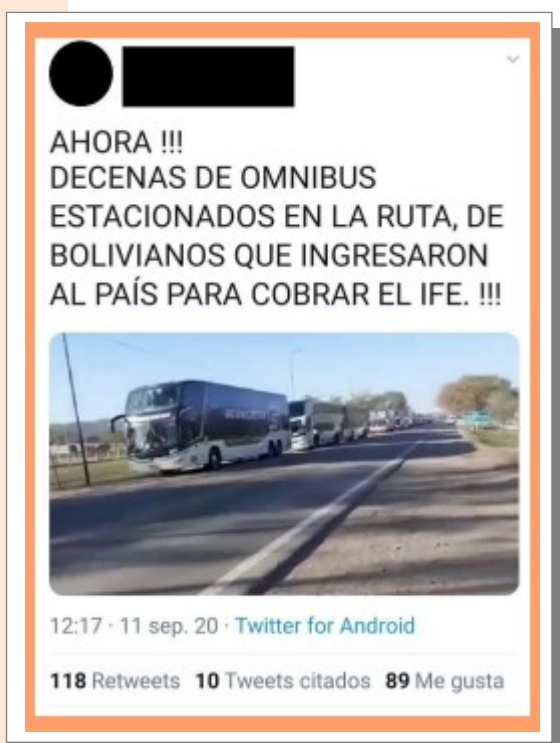 AHORA !!!
DECENAS DE OMNIBUS
ESTACIONADOS EN LA RUTA, DE
BOLIVIANOS QUE INGRESARON
AL PAÍS PARA COBRAR EL IFE. !!!
12:17 · 11 sep. 20 · Twitter for Android
118 Retweets 10 Tweets citados 89 Me gusta